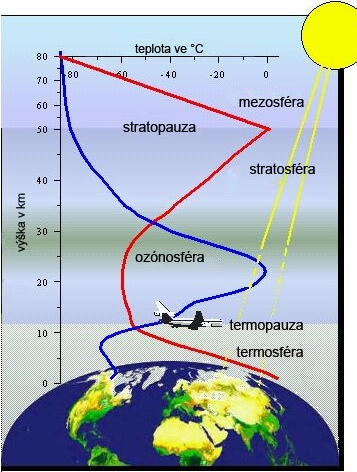 teplota ve °C
80 -80 -60 -40 -20 0
70
mezosféra
60
stratopauza
50
stratosféra
40
výška v km
30
ozónosféra
20
termopauza
10
termosféra
0